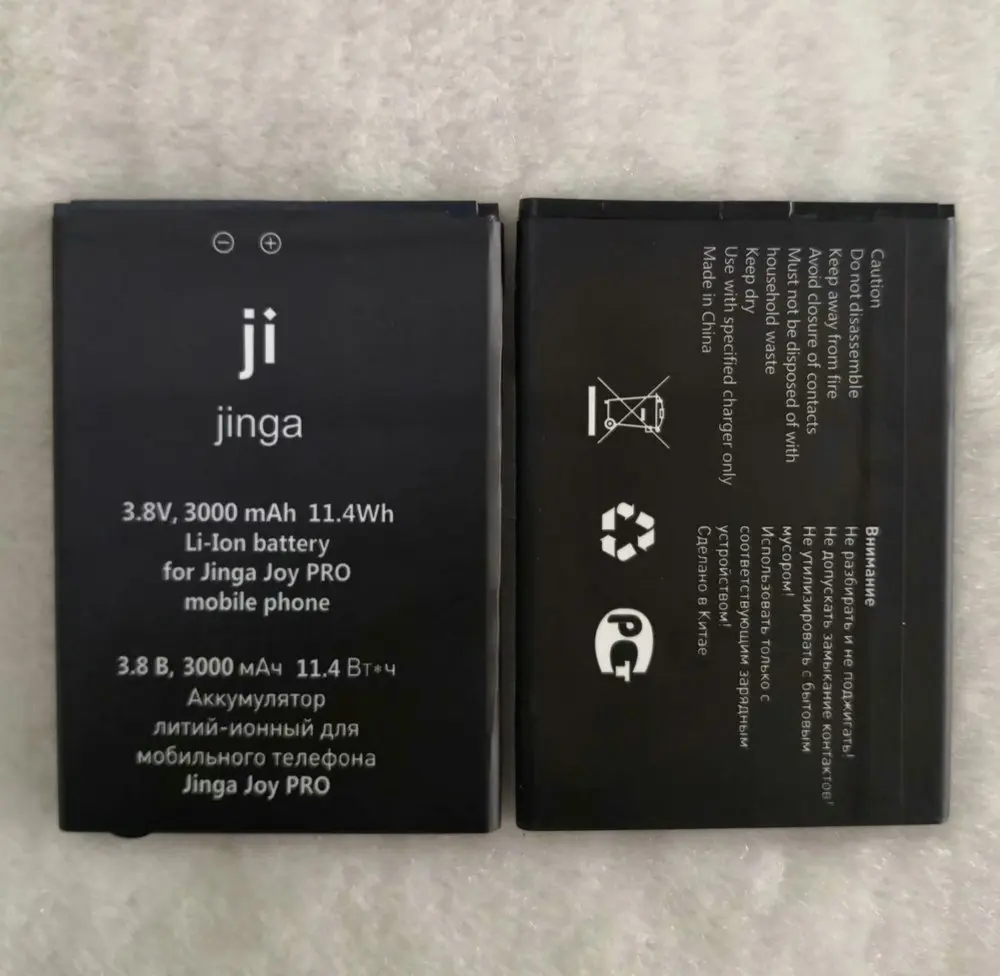 ji
jinga
3.8V, 3000 mAh 11.4Wh
Li-Ion battery
for Jinga Joy PRO
mobile phone
3.8 В, 3000 мАч 11.4 Вт*ч
Аккумулятор
литий-ионный для
мобильного телефона
Jinga Joy PRO
Caution
Do not disassemble
Keep away from fire
Avoid closure of contacts
Must not be disposed of with
household waste
Keep dry
Use with specified charger only
Made in China
Внимание
Не разбирать и не поджигать!
Не допускать замыкание контактов!
Не утилизировать с бытовым
мусором!
Использовать только с
соответствующим зарядным
устройством!
Сделано в Китае
РСТ